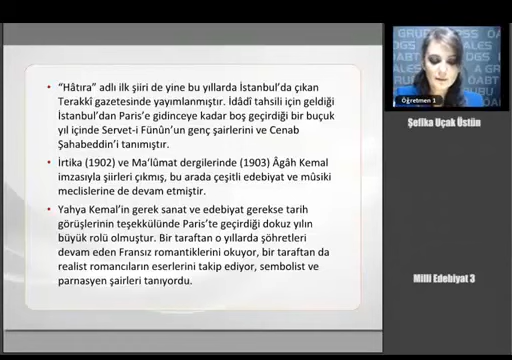 • "Hâtıra" adlı ilk şiiri de yine bu yıllarda İstanbul'da çıkan
Terakkî gazetesinde yayımlanmıştır. İdâdî tahsili için geldiği
İstanbul'dan Paris'e gidinceye kadar boş geçirdiği bir buçuk
yıl içinde Servet-i Fünûn'un genç şairlerini ve Cenab
Şahabeddin'i tanımıştır.
• İrtika (1902) ve Ma'lûmat dergilerinde (1903) Âgâh Kemal
imzasıyla şiirleri çıkmış, bu arada çeşitli edebiyat ve mûsiki
meclislerine de devam etmiştir.
• Yahya Kemal'in gerek sanat ve edebiyat gerekse tarih
görüşlerinin teşekkülünde Paris'te geçirdiği dokuz yılın
büyük rolü olmuştur. Bir taraftan o yıllarda şöhretleri
devam eden Fransız romantiklerini okuyor, bir taraftan da
realist romancıların eserlerini takip ediyor, sembolist ve
parnasyen şairleri tanıyordu.
Öğretmen 1
Şefika Uçak Üstün
Milli Edebiyat 3